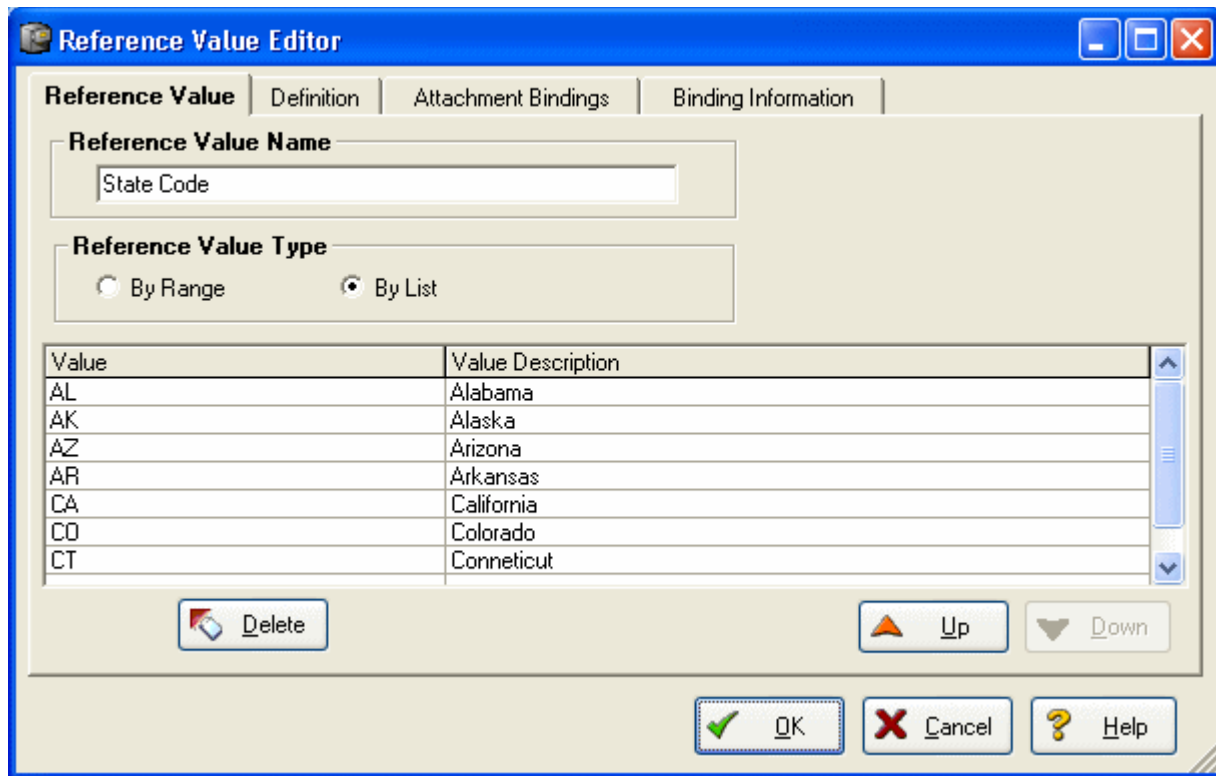 Reference Value Editor
Reference Value Definition Attachment Bindings Binding Information
Reference Value Name
State Code
Reference Value Type
By Range By List
Value Value Description
AL Alabama
AK Alaska
AZ Arizona
AR Arkansas
CA California
CO Colorado
CT Conneticut
Delete Up Down
OK Cancel Help